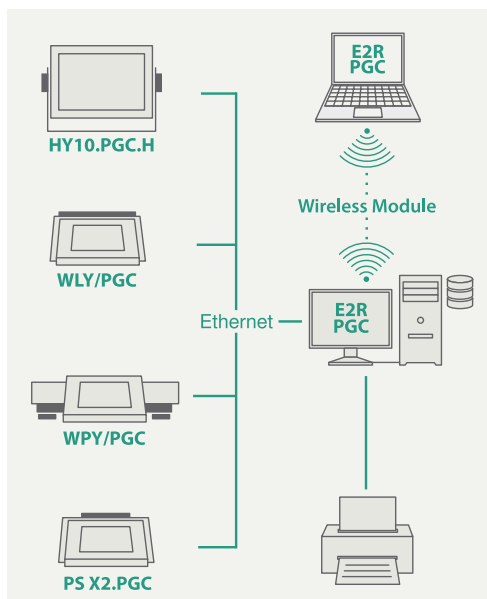 E2R
PGC
HY10.PGC.H
Wireless Module
WLY/PGC
E2R
PGC
Ethernet
WPY/PGC
PS X2.PGC